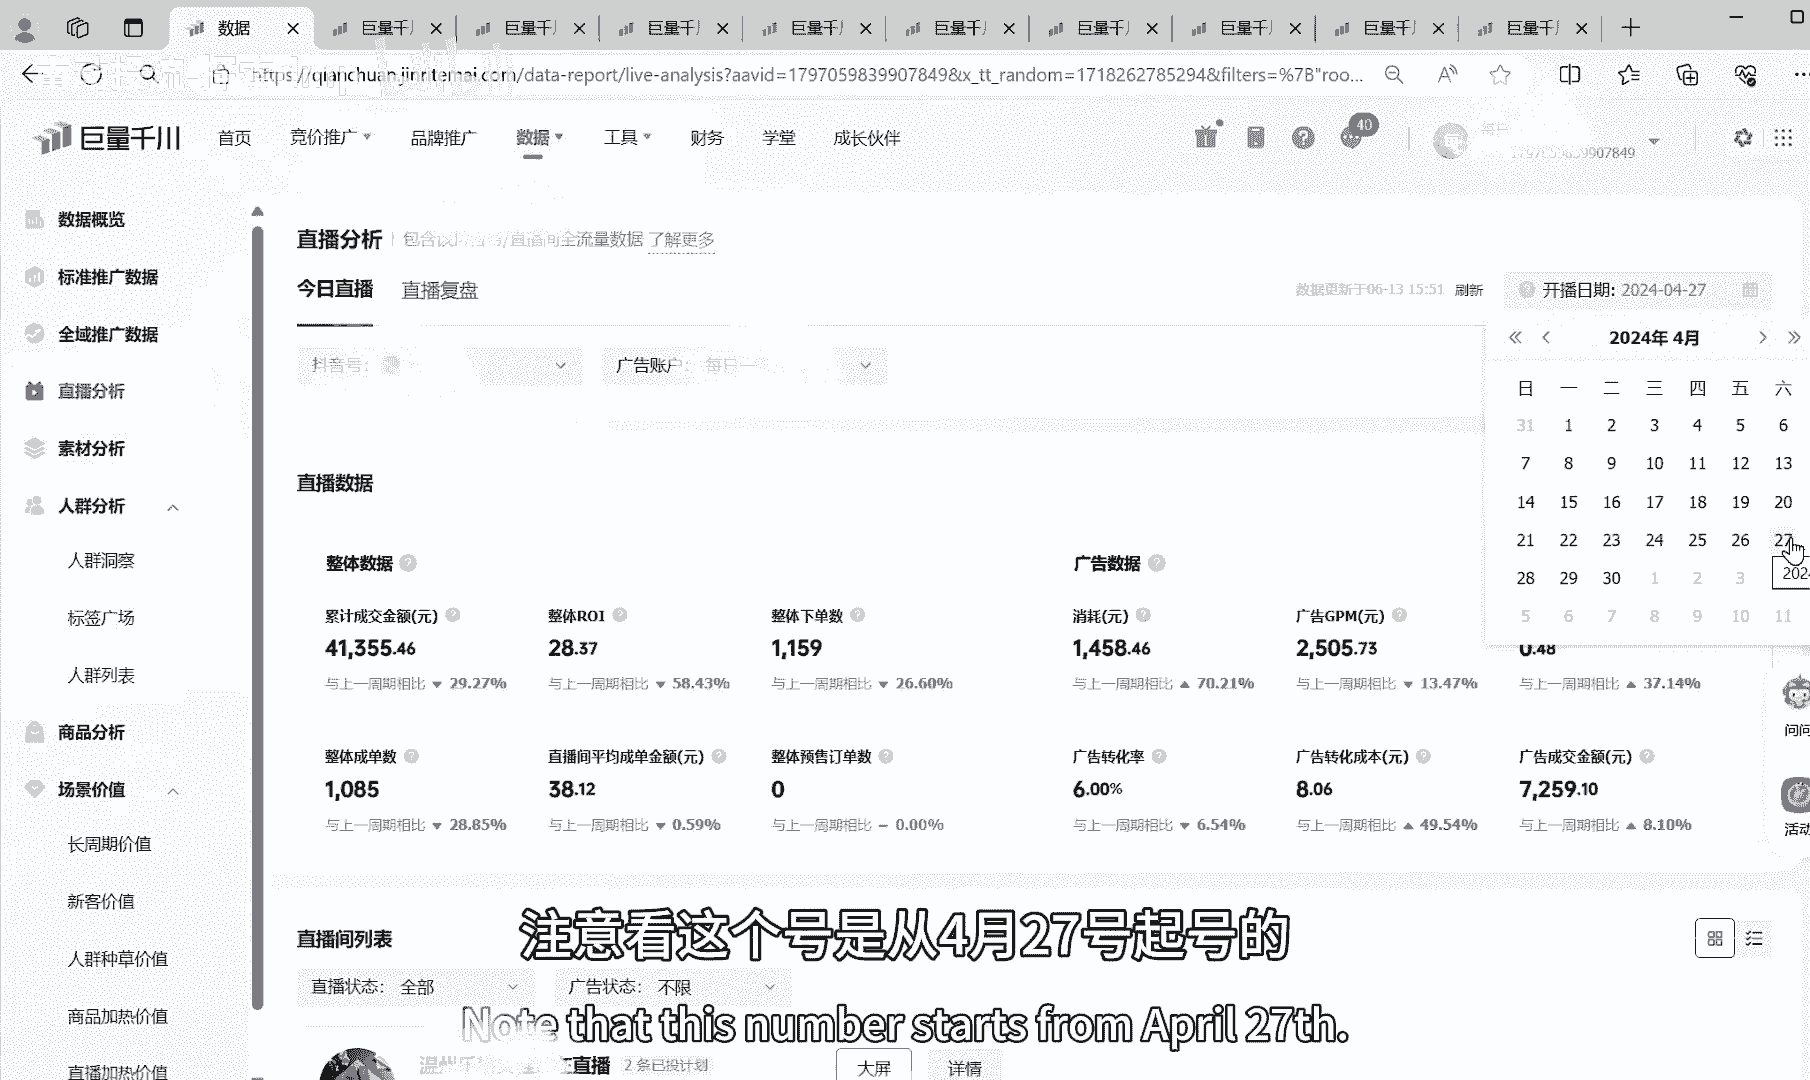 数据 巨量千川 巨量千川 巨量千川 巨量千川 巨量千川 巨量千川 巨量千川 巨量千川 巨量千川
https://qianchuan.jinritemai.com/data-report/live-analysis?aavid=1797059839907849&x_tt_random=1718262785294&filters=%7B"roo...
巨量千川 首页 竞价推广 品牌推广 数据 工具 财务 学堂 成长伙伴 40
1797059839907849
数据概览
标准推广数据
全域推广数据
直播分析
素材分析
人群分析
人群洞察
标签广场
人群列表
商品分析
场景价值
长周期价值
新客价值
人群种草价值
商品加热价值
直播加热价值
直播分析 全流量数据 了解更多
今日直播 直播复盘 数据更新于06-13 15:51 刷新 开播日期: 2024-04-27
抖音号: 广告账户:
2024年 4月
日 一 二 三 四 五 六
31 1 2 3 4 5 6
7 8 9 10 11 12 13
14 15 16 17 18 19 20
21 22 23 24 25 26 27
28 29 30 1 2 3
5 6 7 8 9 10 11
202
直播数据
整体数据 广告数据
累计成交金额(元) 整体ROI 整体下单数 消耗(元) 广告GPM(元)
41,355.46 28.37 1,159 1,458.46 2,505.73 0.48
与上一周期相比 29.27% 与上一周期相比 58.43% 与上一周期相比 26.60% 与上一周期相比 70.21% 与上一周期相比 13.47% 与上一周期相比 37.14%
整体成单数 直播间平均成单金额(元) 整体预售订单数 广告转化率 广告转化成本(元) 广告成交金额(元)
1,085 38.12 0 6.00% 8.06 7,259.10
与上一周期相比 28.85% 与上一周期相比 0.59% 与上一周期相比 – 0.00% 与上一周期相比 6.54% 与上一周期相比 49.54% 与上一周期相比 8.10%
问问
活动
直播间列表
直播状态: 全部 广告状态: 不限
注意看这个号是从4月27号起号的
Note that this number starts from April 27th.
直播 2 条已投计划 大屏 详情